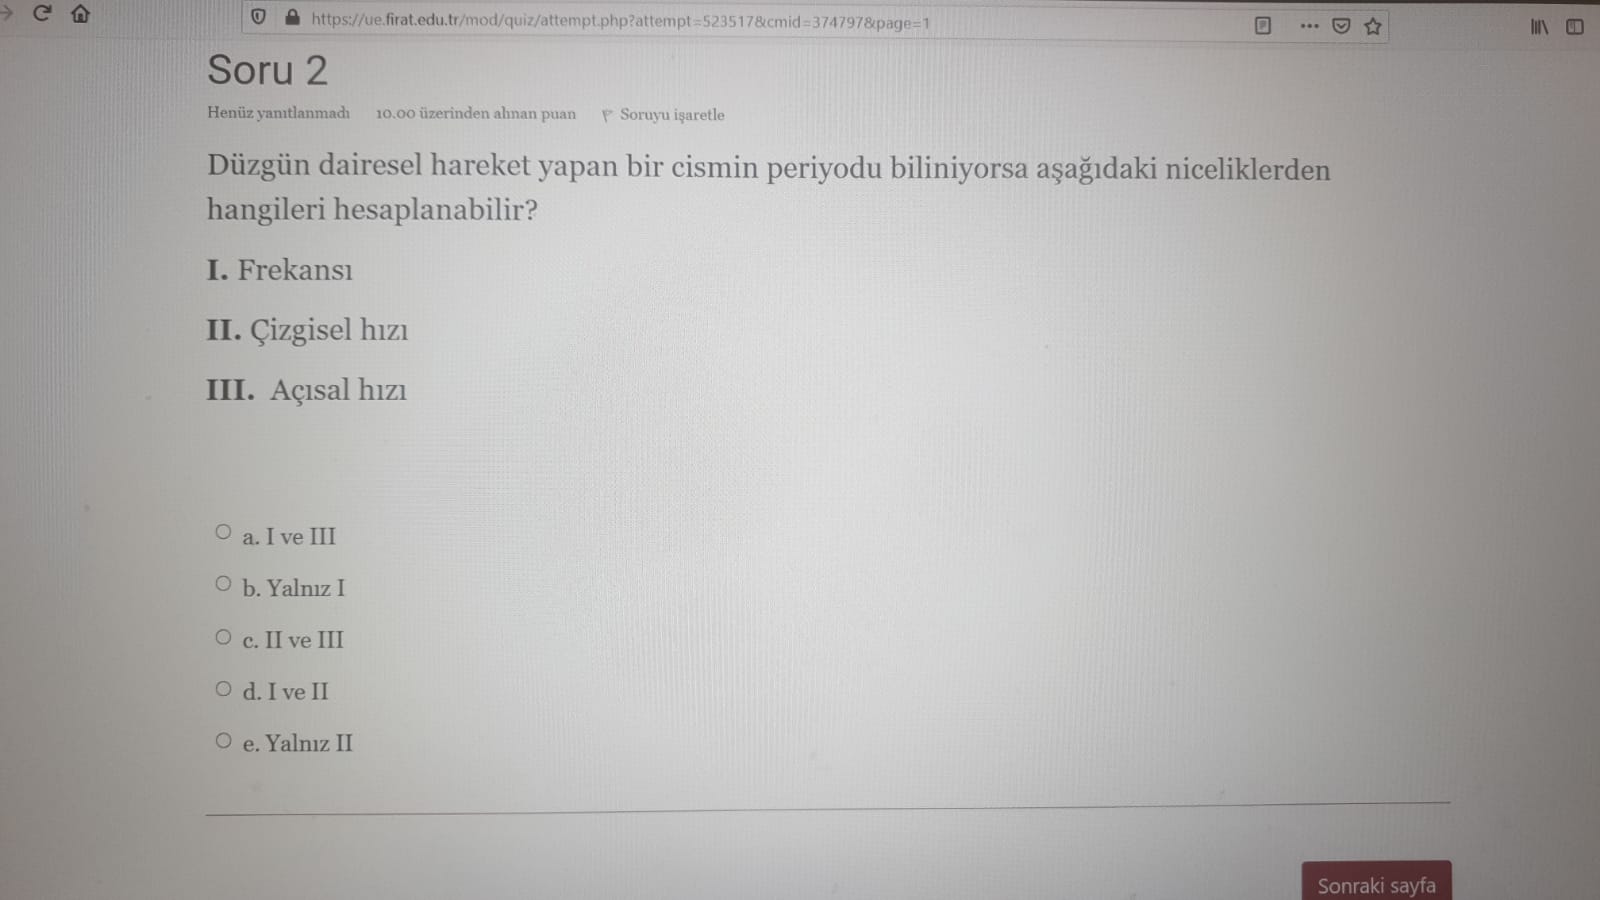 https://ue.firat.edu.tr/mod/quiz/attempt.php?attempt=523517&cmid=374797&page=1
Soru 2
Henüz yanıtlanmadı 10.00 üzerinden alınan puan Soruyu işaretle
Düzgün dairesel hareket yapan bir cismin periyodu biliniyorsa aşağıdaki niceliklerden
hangileri hesaplanabilir?
I. Frekansı
II. Çizgisel hızı
III. Açısal hızı
a. I ve III
b. Yalnız I
c. II ve III
d. I ve II
e. Yalnız II
Sonraki sayfa